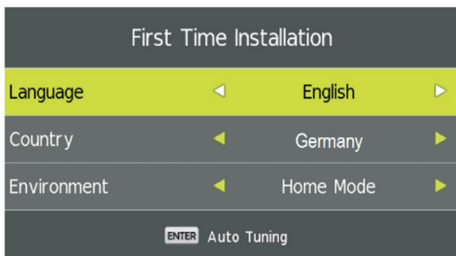 First Time Installation
Language English
Country Germany
Environment Home Mode
ENTER Auto Tuning